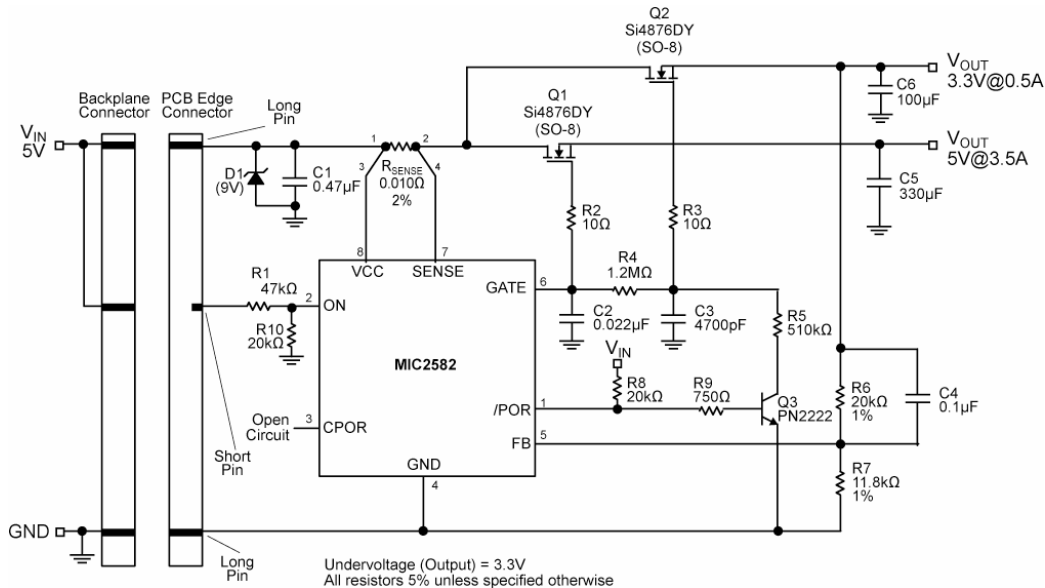 Q2
Si4876DY
(SO-8)
VOUT
3.3V@0.5A
C6
100µF
Backplane
Connector
PCB Edge
Connector
Long
Pin
Q1
Si4876DY
(SO-8)
VIN
5V
1
2
VOUT
5V@3.5A
3
4
RSENSE
0.010Ω
2%
D1
(9V)
C1
0.47µF
C5
330µF
R2
10Ω
R3
10Ω
8
7
VCC
SENSE
R4
1.2MΩ
R1
47kΩ
2
ON
GATE
6
R10
20kΩ
C2
0.022µF
C3
4700pF
R5
510kΩ
MIC2582
VIN
R8
20kΩ
R9
750Ω
R6
20kΩ
1%
C4
0.1µF
/POR
1
Q3
PN2222
Open
Circuit
3
CPOR
FB
5
Short
Pin
GND
4
R7
11.8kΩ
1%
GND
Long
Pin
Undervoltage (Output) = 3.3V
All resistors 5% unless specified otherwise